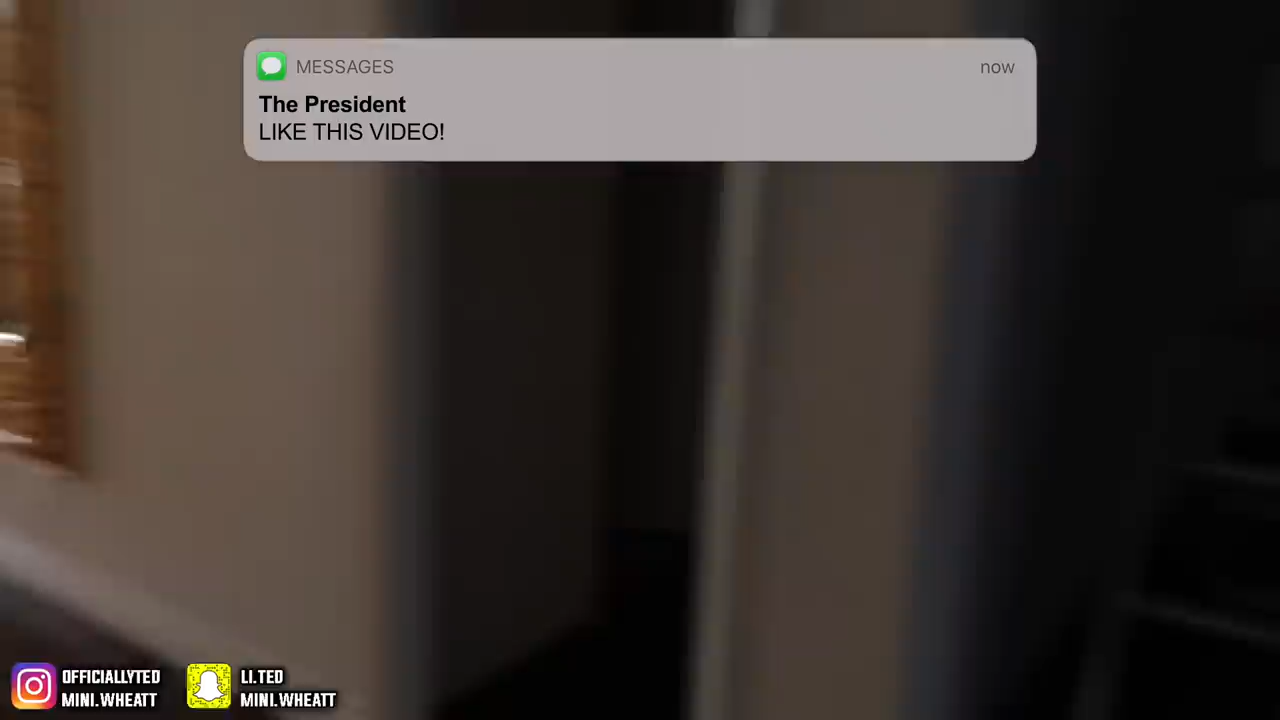 MESSAGES
now
The President
LIKE THIS VIDEO!
OFFICIALLYTED
MINI.WHEATT
LI.TED
MINI.WHEATT